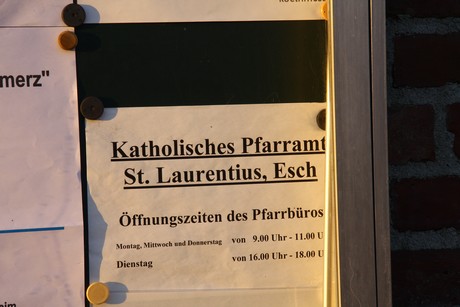 merz"
Katholisches Pfarramt
St. Laurentius, Esch
Öffnungszeiten des Pfarrbüros
Montag, Mittwoch und Donnerstag von 9.00 Uhr - 11.00 U
Dienstag von 16.00 Uhr - 18.00 U